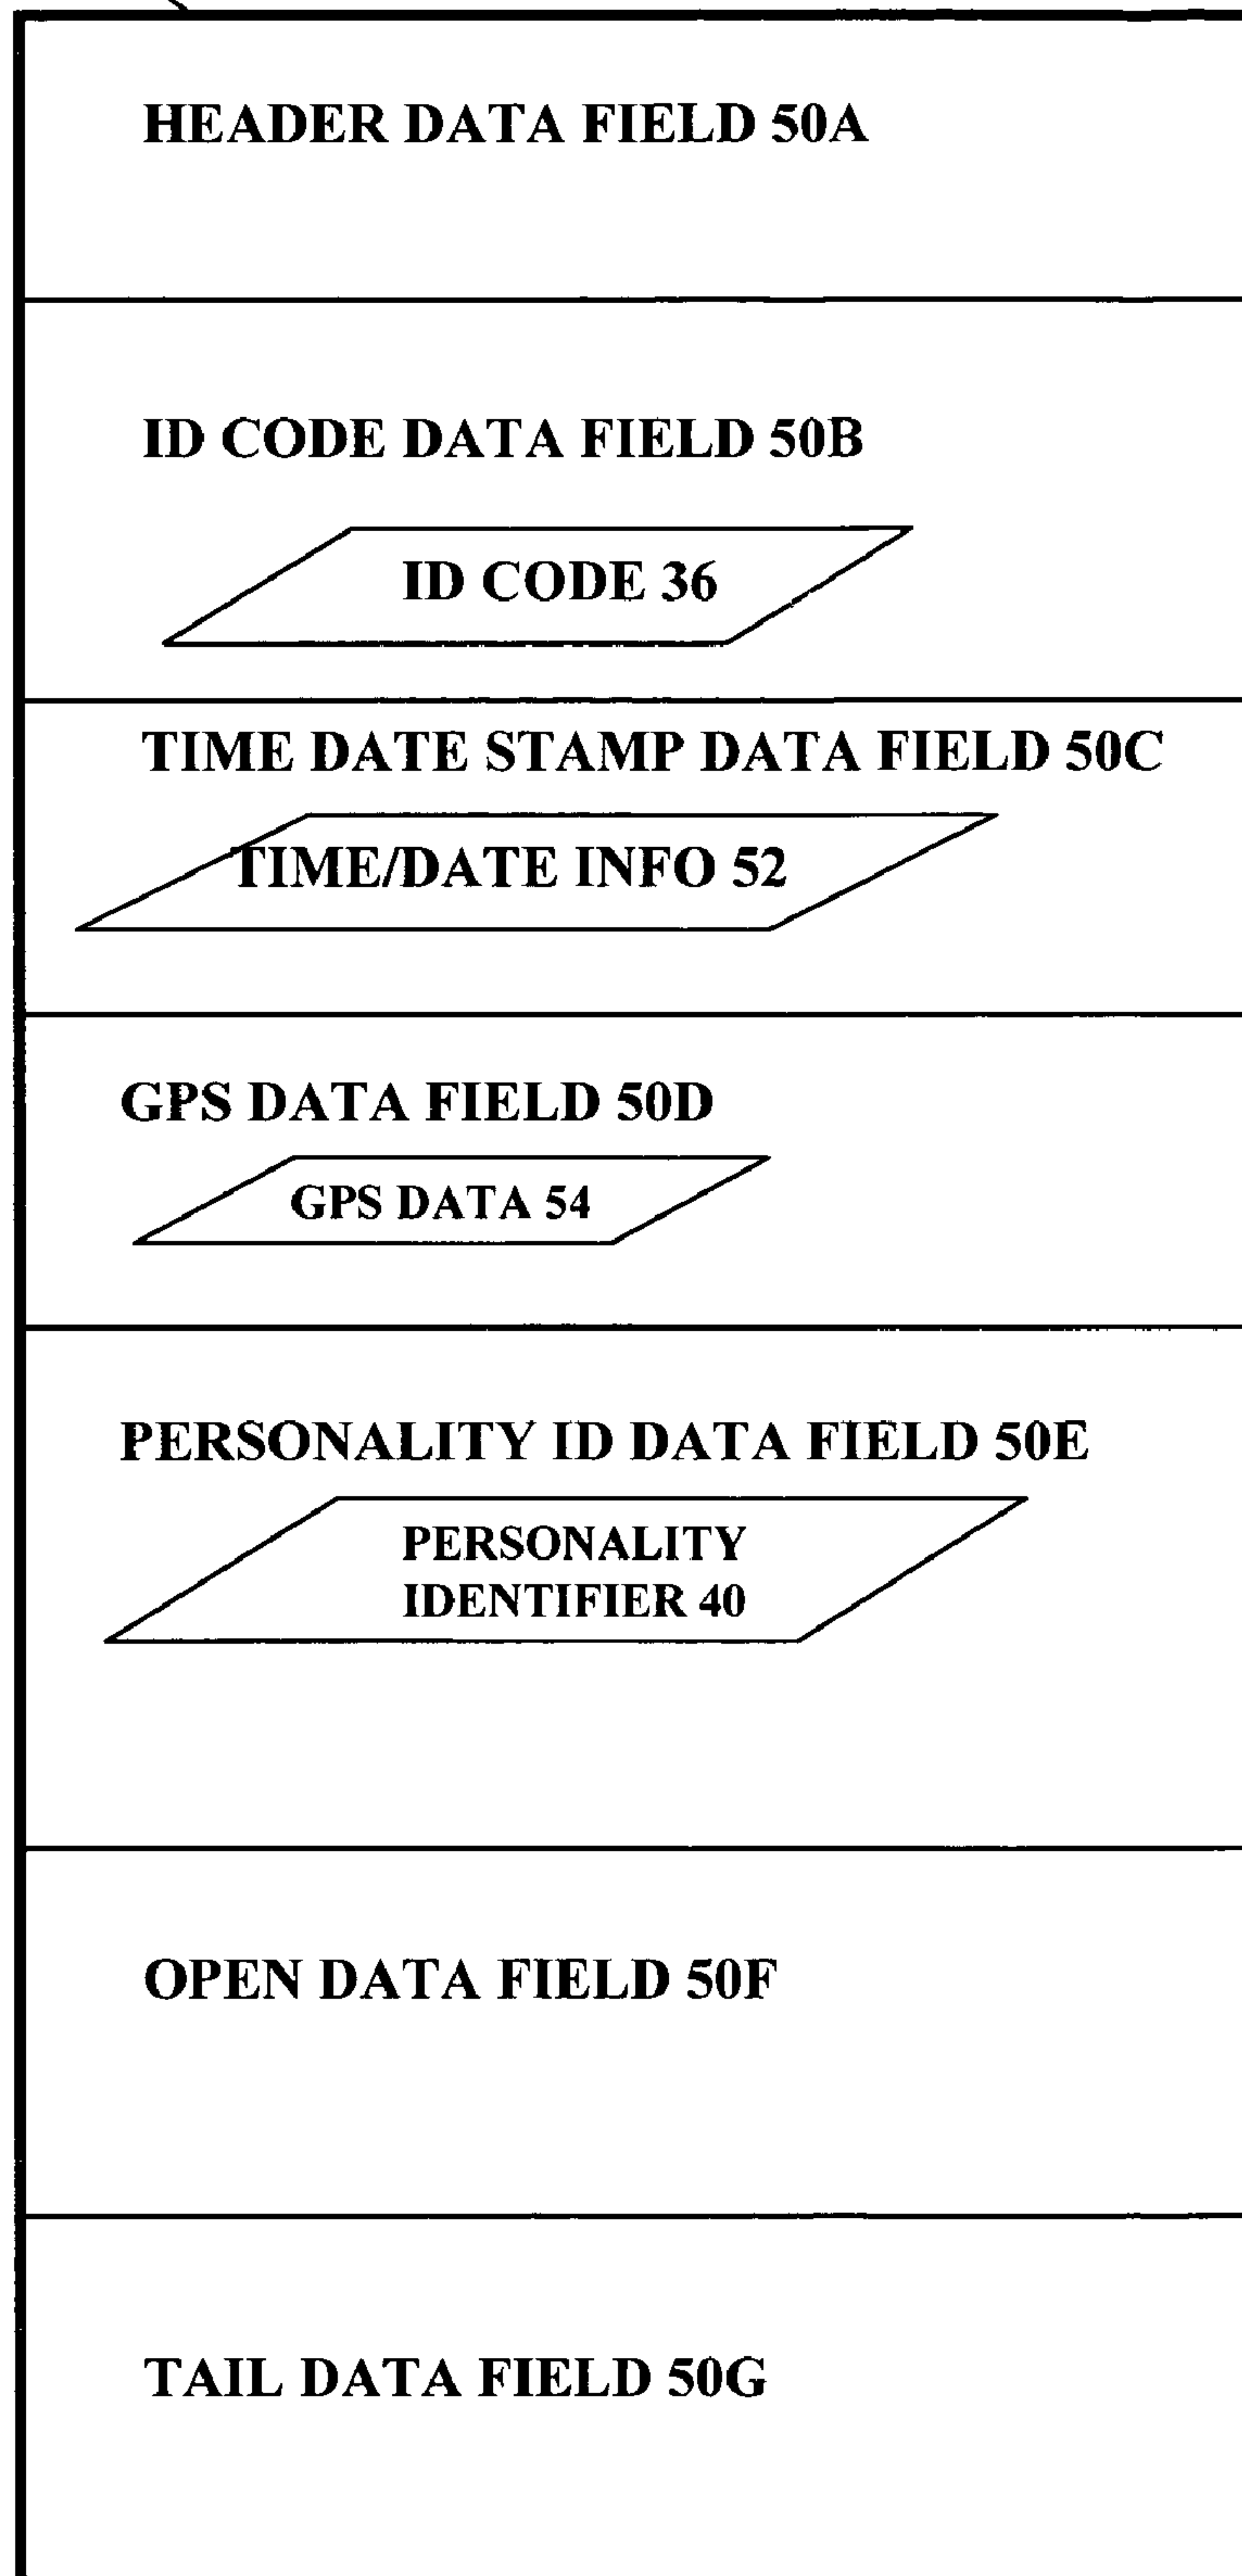 HEADER DATA FIELD 50A
ID CODE DATA FIELD 50B
ID CODE 36
TIME DATE STAMP DATA FIELD 50C
TIME/DATE INFO 52
GPS DATA FIELD 50D
GPS DATA 54
PERSONALITY ID DATA FIELD 50E
PERSONALITY
IDENTIFIER 40
OPEN DATA FIELD 50F
TAIL DATA FIELD 50G